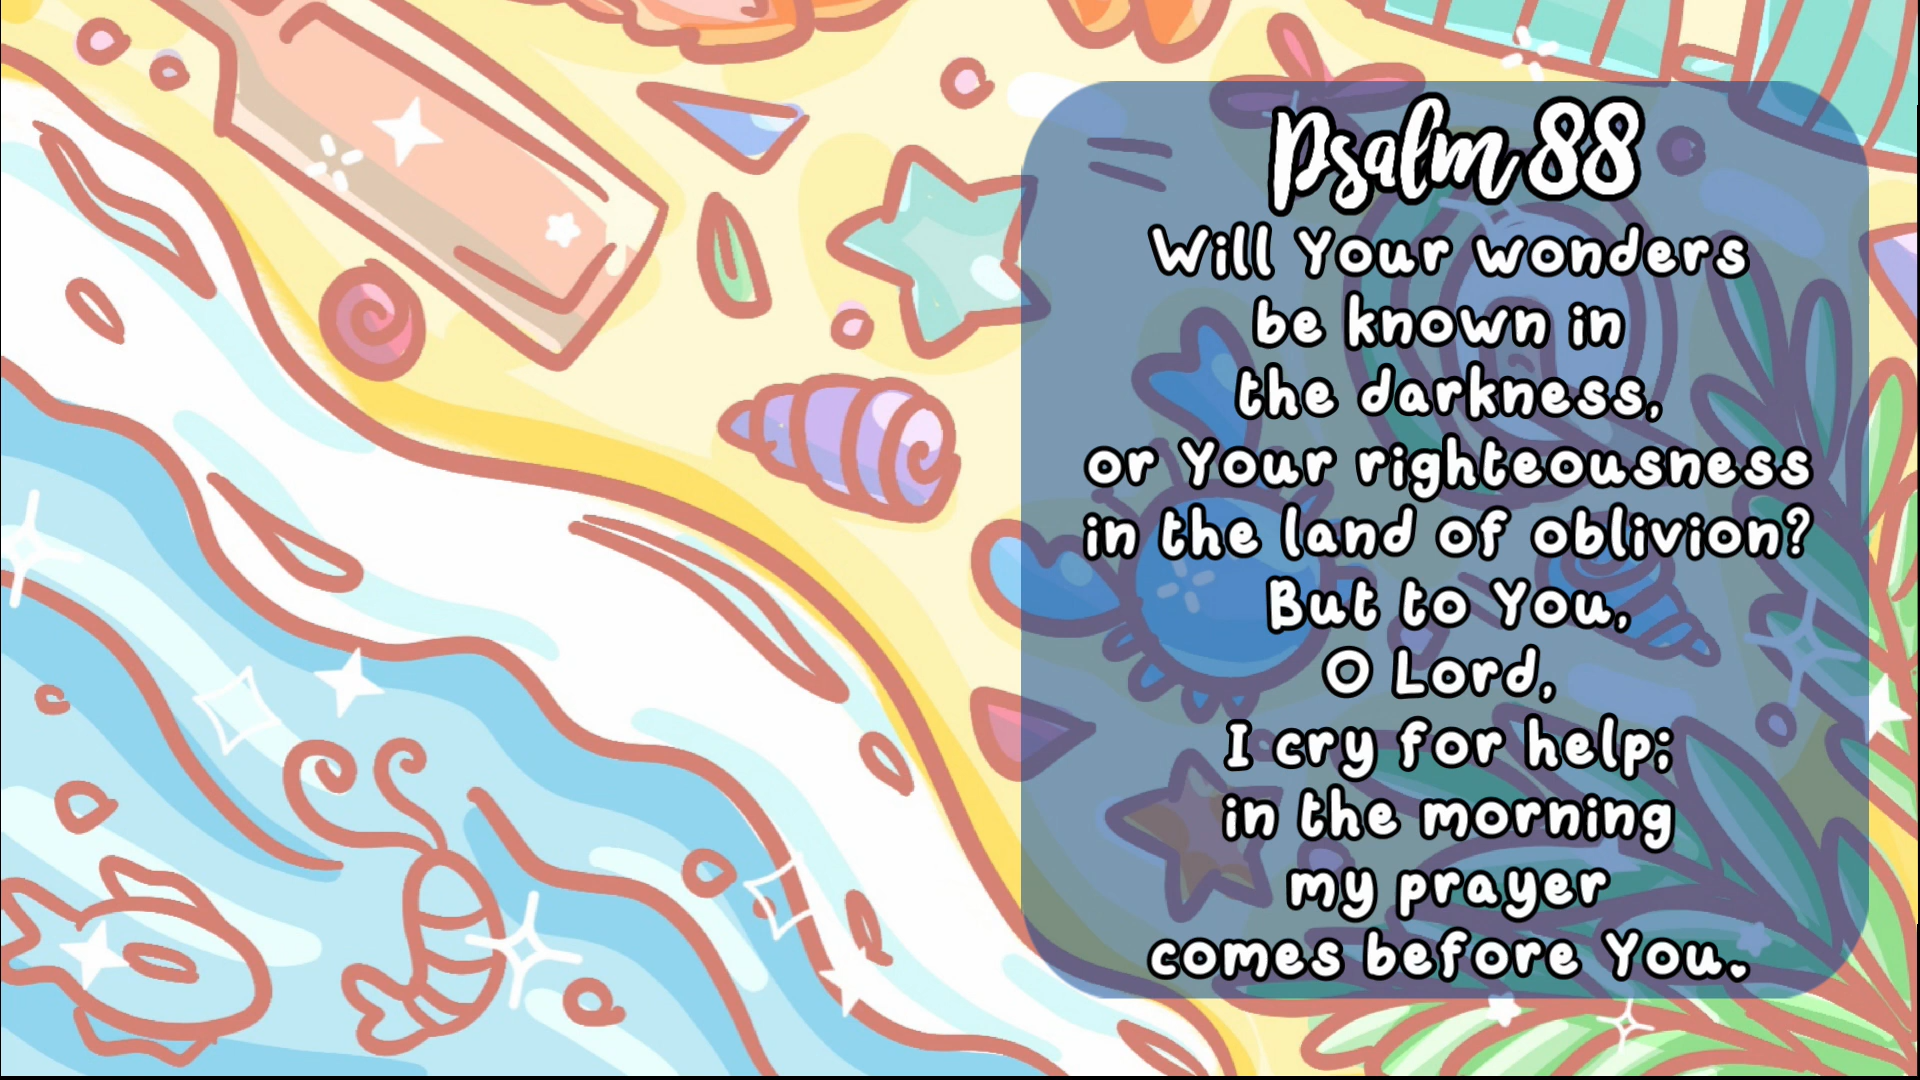 Psalm 88
Will Your wonders
be known in
the darkness,
or Your righteousness
in the land of oblivion?
But to You,
O Lord,
I cry for help;
in the morning
my prayer
comes before You.